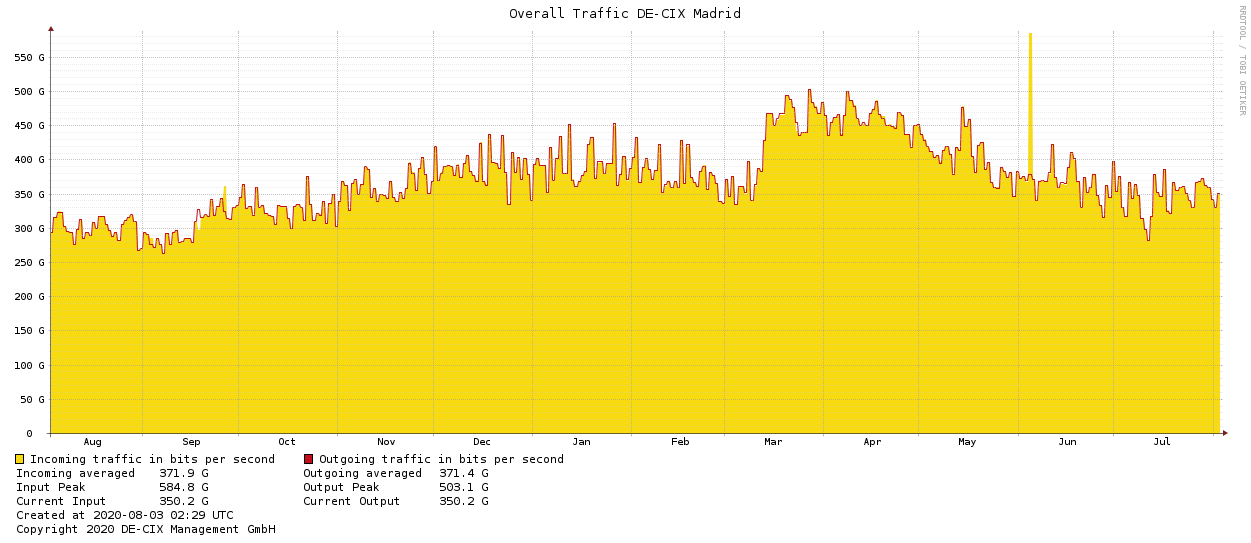 Overall Traffic DE-CIX Madrid
RRDTOOL / TOBI OETIKER
550 G
500 G
450 G
400 G
350 G
300 G
250 G
200 G
150 G
100 G
50 G
0
Aug Sep Oct Nov Dec Jan Feb Mar Apr May Jun Jul
Incoming traffic in bits per second Outgoing traffic in bits per second
Incoming averaged 371.9 G Outgoing averaged 371.4 G
Input Peak 584.8 G Output Peak 503.1 G
Current Input 350.2 G Current Output 350.2 G
Created at 2020-08-03 02:29 UTC
Copyright 2020 DE-CIX Management GmbH